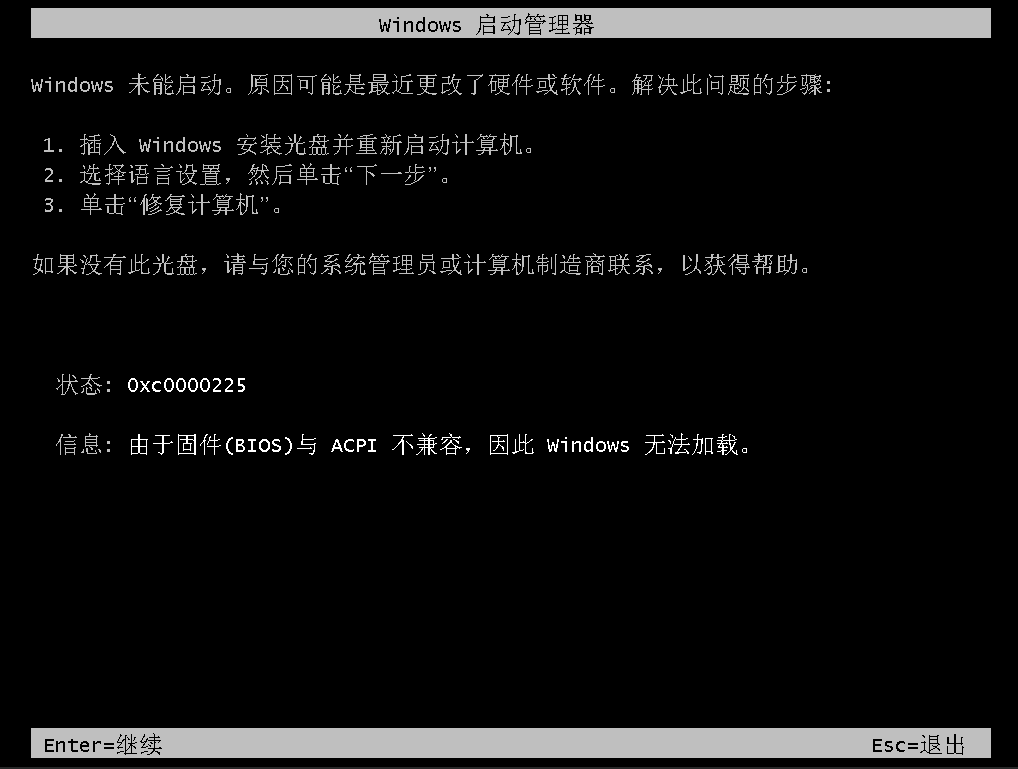 Windows 启动管理器
Windows 未能启动。原因可能是最近更改了硬件或软件。解决此问题的步骤:
1. 插入 Windows 安装光盘并重新启动计算机。
2. 选择语言设置，然后单击“下一步”。
3. 单击“修复计算机”。
如果没有此光盘，请与您的系统管理员或计算机制造商联系，以获得帮助。
状态: 0xc0000225
信息: 由于固件(BIOS)与 ACPI 不兼容，因此 Windows 无法加载。
Enter=继续 Esc=退出